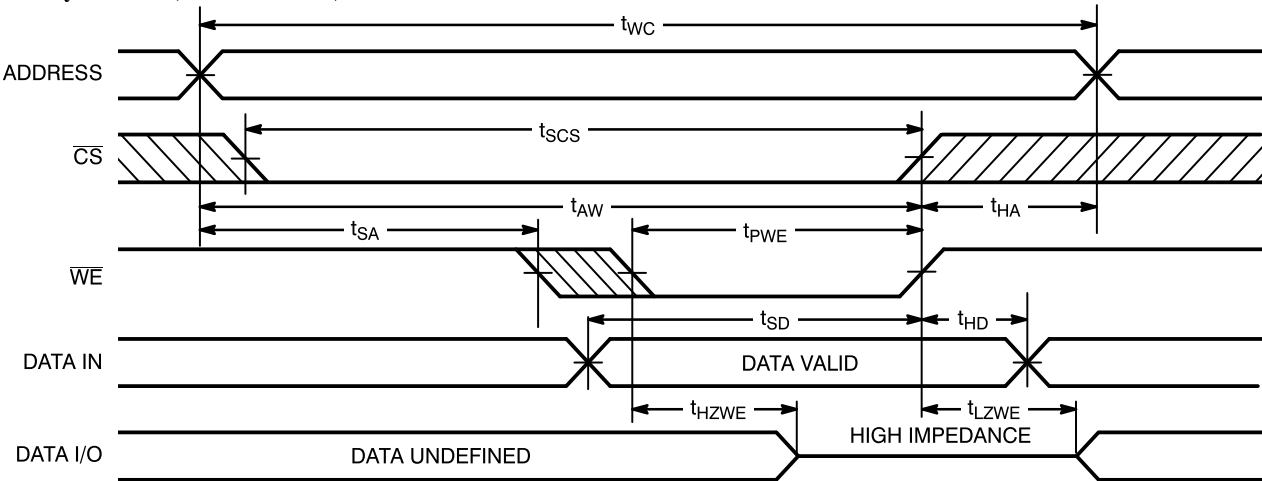 tWC
ADDRESS
tSCS
CS
tAW
tHA
tSA
tPWE
WE
tSD
tHD
DATA IN
DATA VALID
tHZWE
tLZWE
HIGH IMPEDANCE
DATA I/O
DATA UNDEFINED